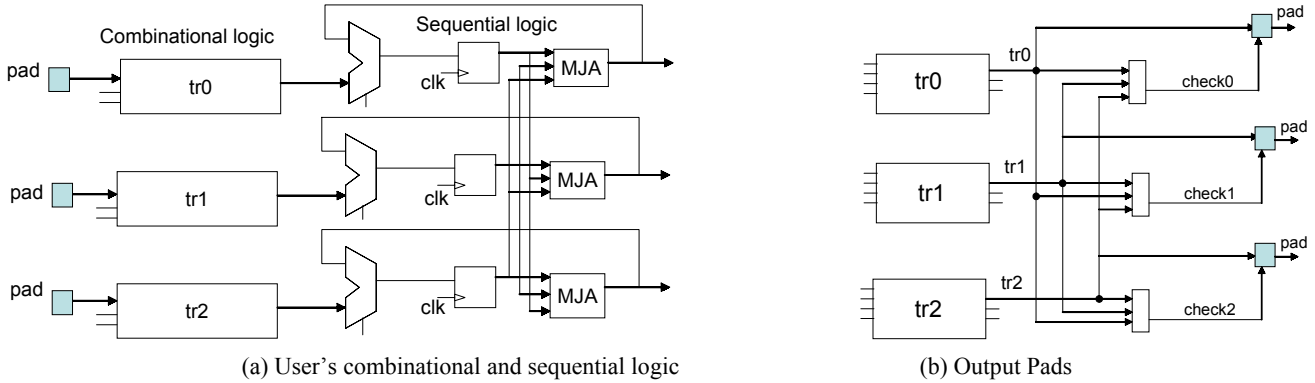 Combinational logic
Sequential logic
pad
tr0
clk
MJA
pad
tr1
clk
MJA
pad
tr2
clk
MJA
(a) User’s combinational and sequential logic
pad
tr0
tr0
check0
pad
tr1
tr1
check1
pad
tr2
tr2
check2
(b) Output Pads